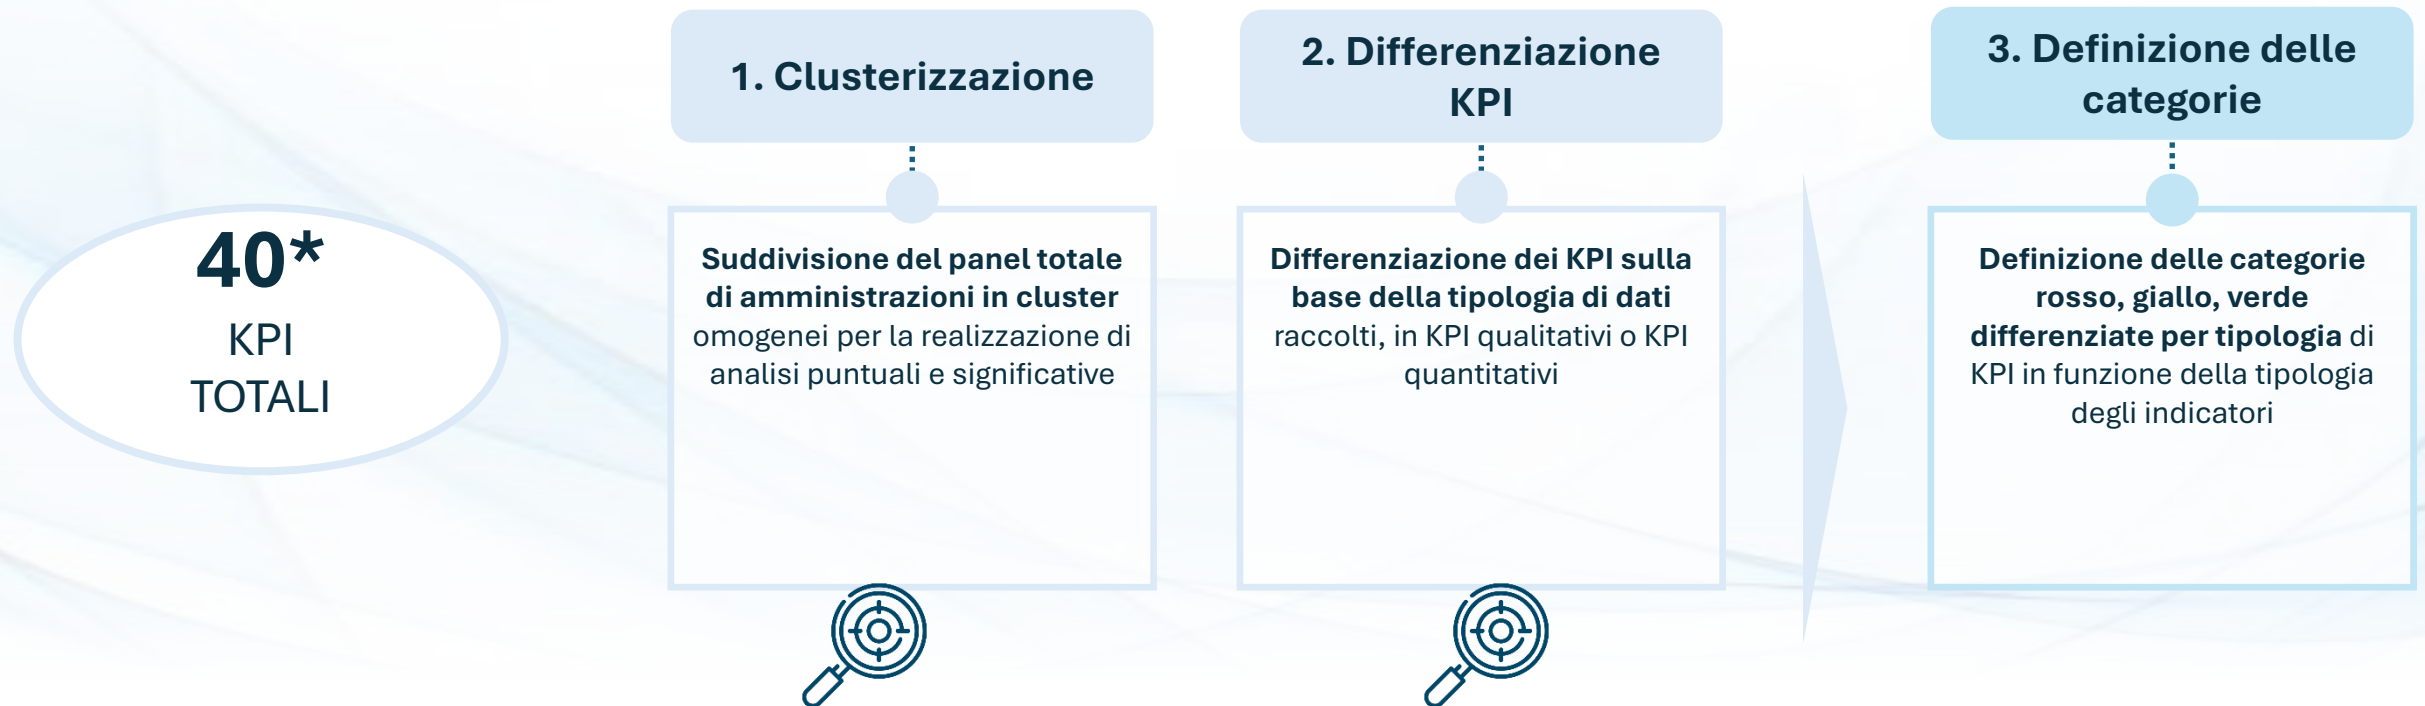 40*
KPI
TOTALI
1. Clusterizzazione
Suddivisione del panel totale
di amministrazioni in cluster
omogenei per la realizzazione di
analisi puntuali e significative
2. Differenziazione
KPI
Differenziazione dei KPI sulla
base della tipologia di dati
raccolti, in KPI qualitativi o KPI
quantitativi
3. Definizione delle
categorie
Definizione delle categorie
rosso, giallo, verde
differenziate per tipologia di
KPI in funzione della tipologia
degli indicatori